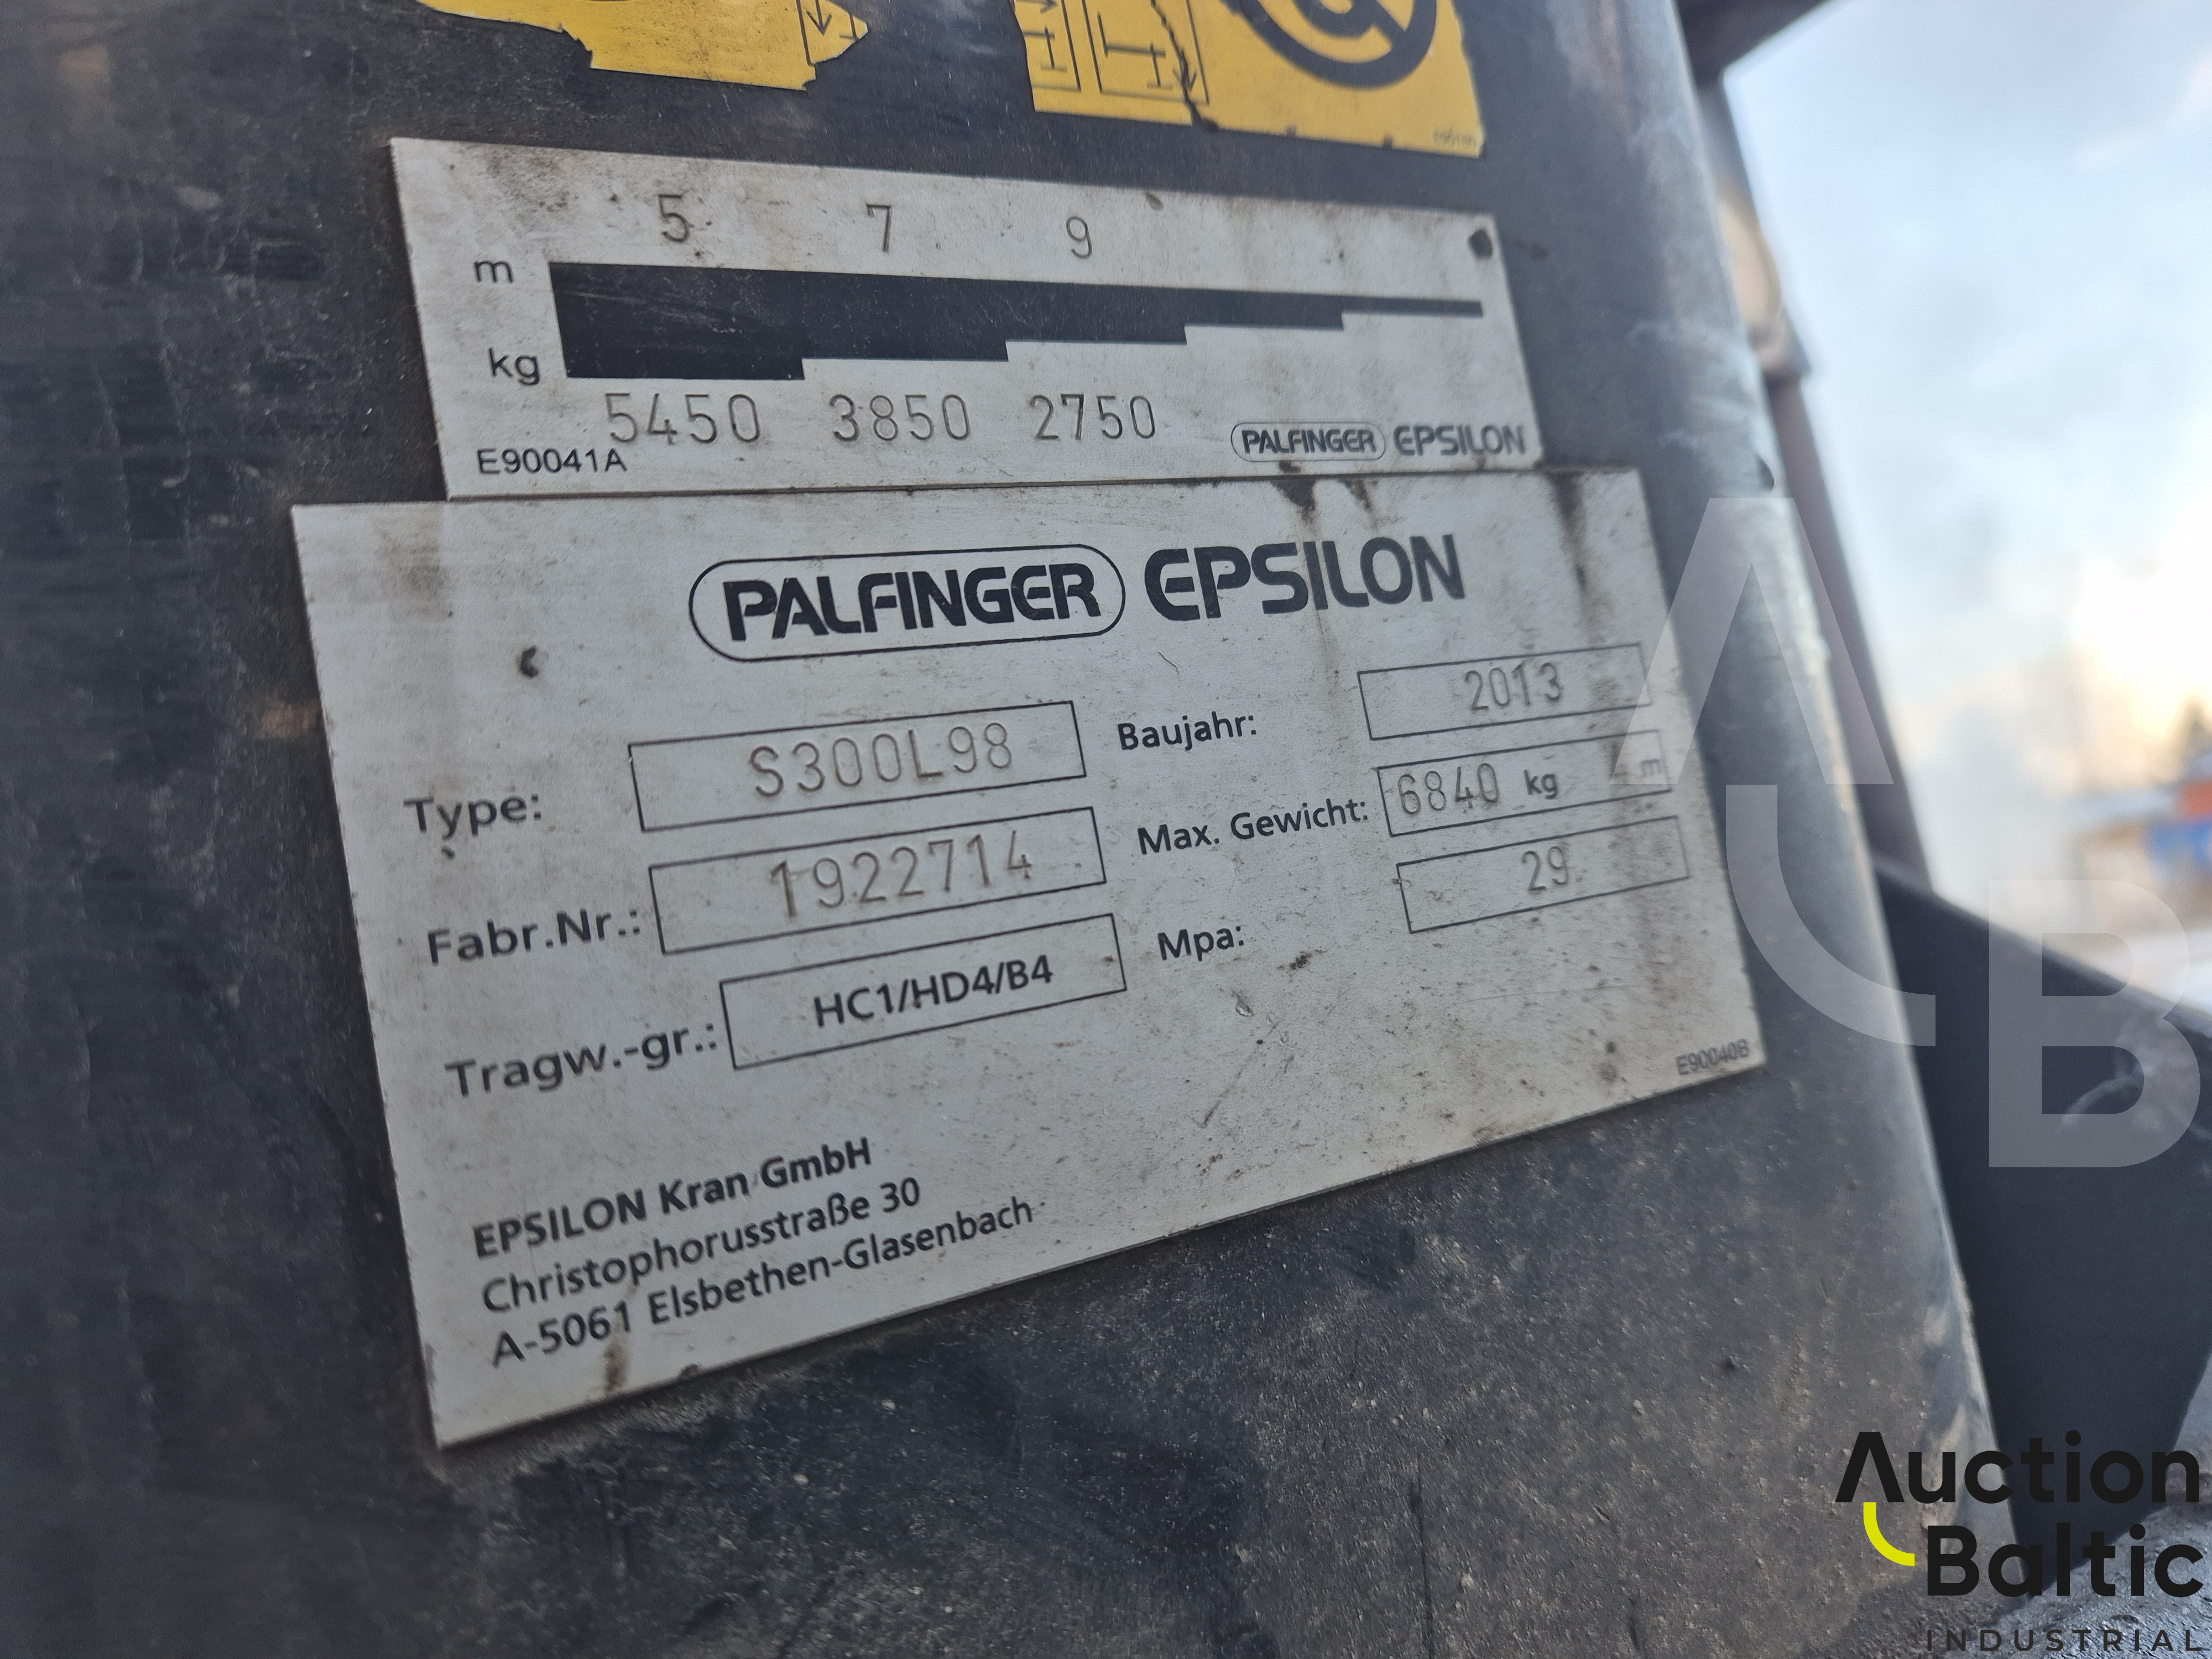 5 7 9
m
kg
5450 3850 2750
E90041A
PALFINGER EPSILON
PALFINGER EPSILON
Type: S300L98
Baujahr: 2013
Fabr.Nr.: 1922714
Max. Gewicht: 6840 kg 4 m
Tragw.-gr.: HC1/HD4/B4
Mpa: 29
E90040B
EPSILON Kran GmbH
Christophorusstraße 30
A-5061 Elsbethen-Glasenbach
AB
Auction
Baltic
INDUSTRIAL